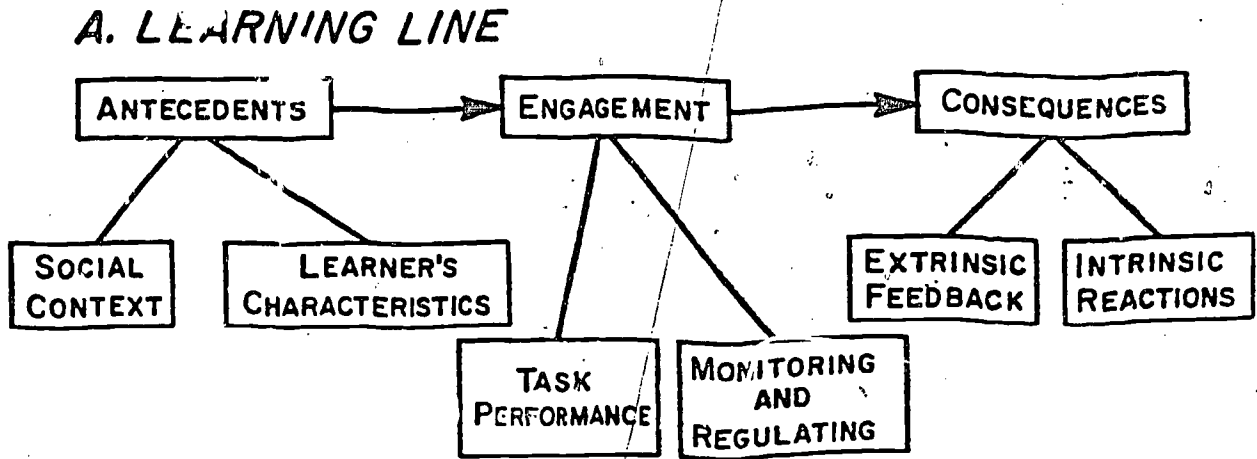 A. LEARNING LINE
ANTECEDENTS
ENGAGEMENT
CONSEQUENCES
SOCIAL
CONTEXT
LEARNER'S
CHARACTERISTICS
EXTRINSIC
FEEDBACK
INTRINSIC
REACTIONS
TASK
PERFORMANCE
MONITORING
AND
REGULATING